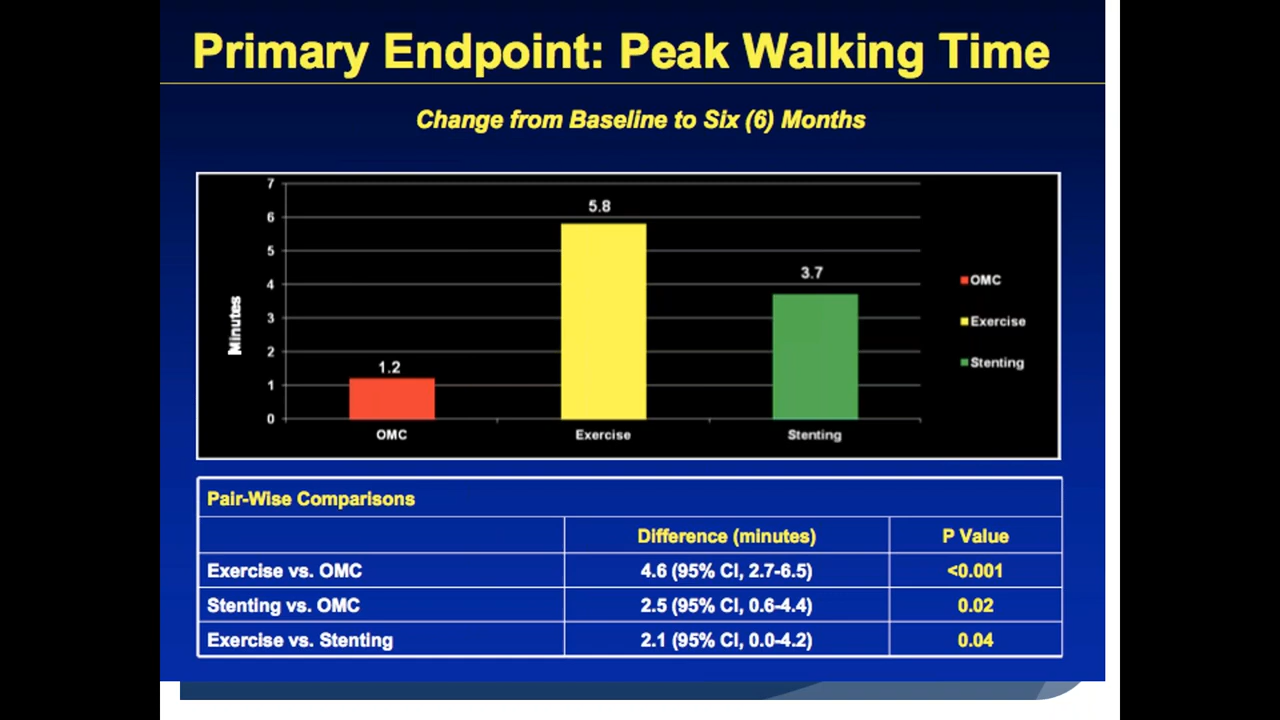 Primary Endpoint: Peak Walking Time
Change from Baseline to Six (6) Months
7
6
5
4
3
2
1
0
Minutes
1.2
5.8
3.7
OMC
Exercise
Stenting
OMC
Exercise
Stenting
Pair-Wise Comparisons
Difference (minutes) P Value
Exercise vs. OMC 4.6 (95% CI, 2.7-6.5) <0.001
Stenting vs. OMC 2.5 (95% CI, 0.6-4.4) 0.02
Exercise vs. Stenting 2.1 (95% CI, 0.0-4.2) 0.04